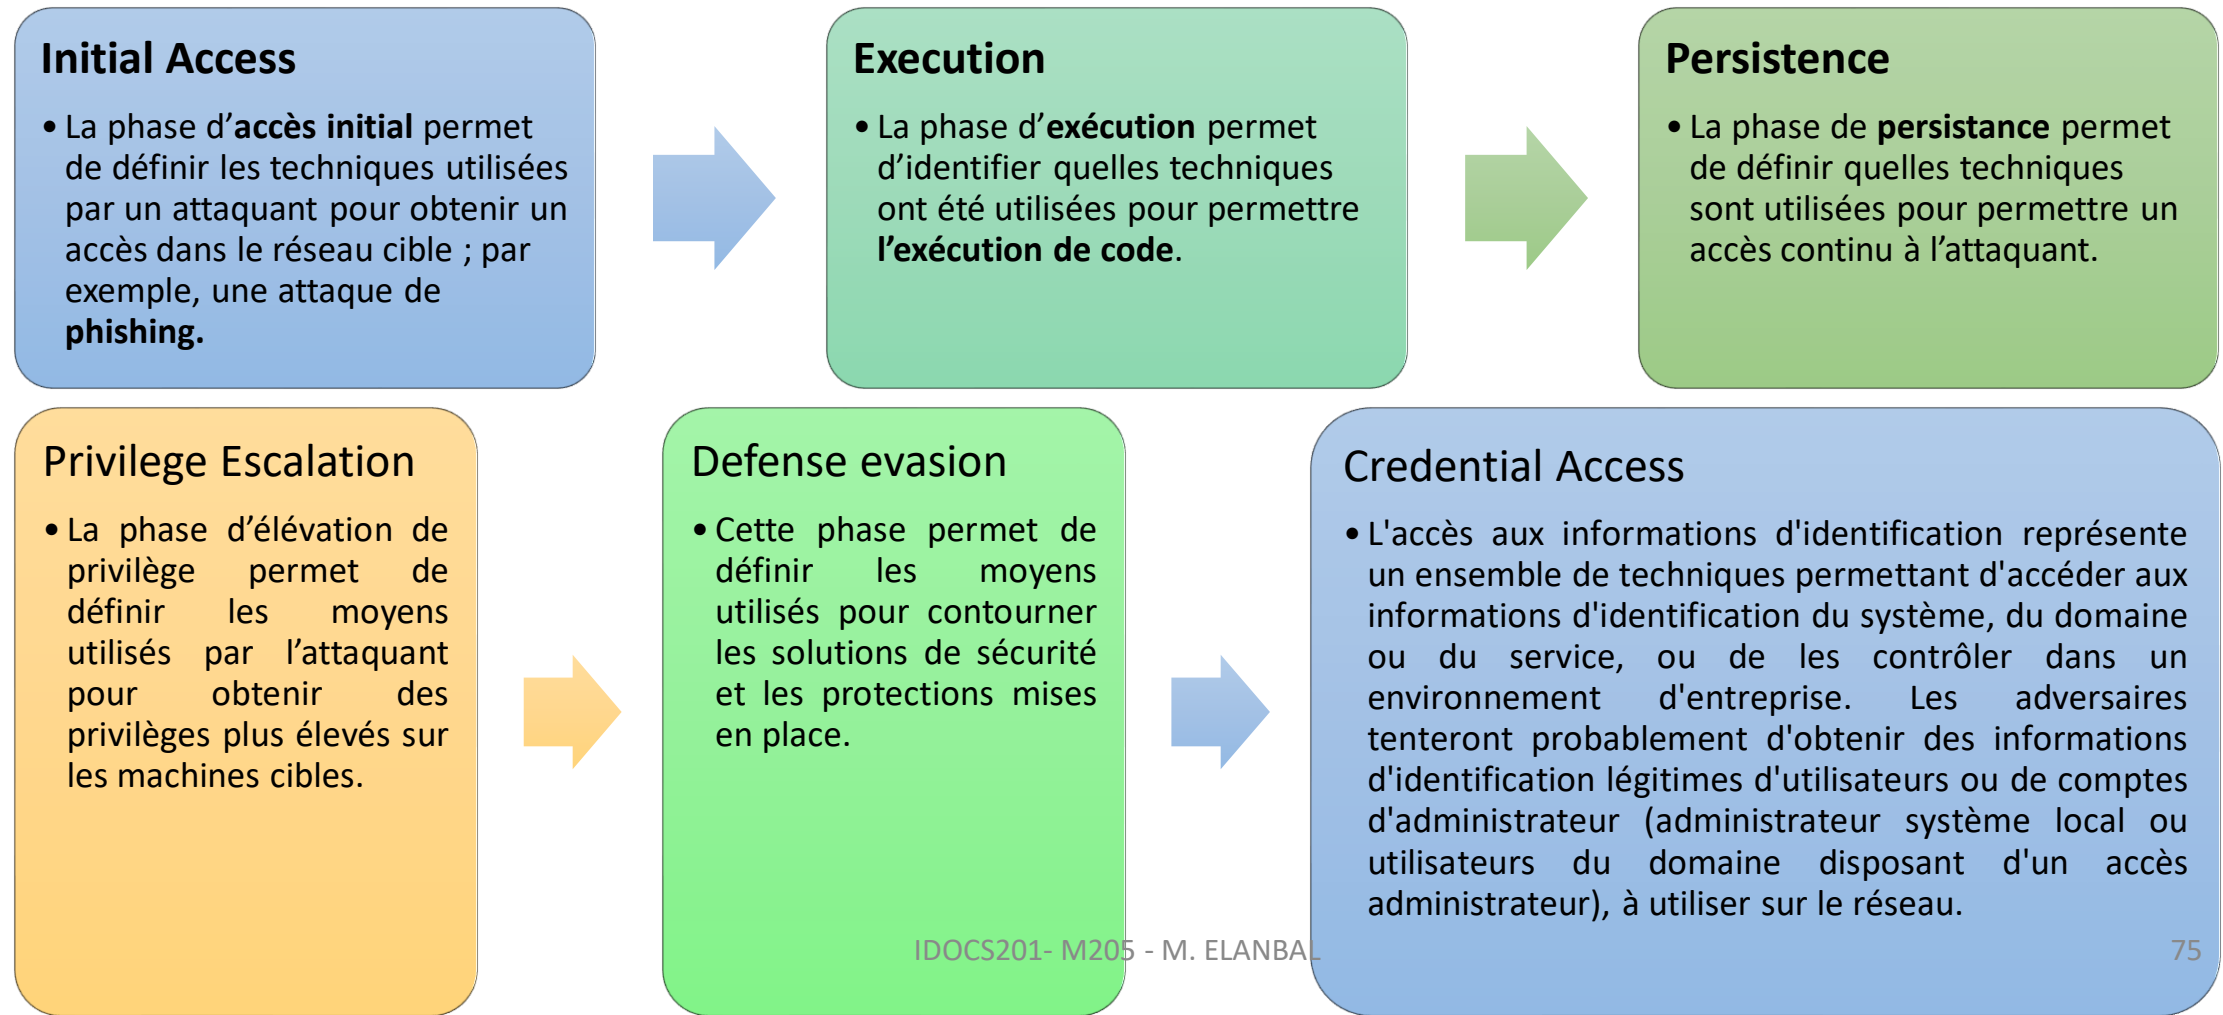 Initial Access
• La phase d’accès initial permet
de définir les techniques utilisées
par un attaquant pour obtenir un
accès dans le réseau cible ; par
exemple, une attaque de
phishing.
Execution
• La phase d’exécution permet
d’identifier quelles techniques
ont été utilisées pour permettre
l’exécution de code.
Persistence
• La phase de persistance permet
de définir quelles techniques
sont utilisées pour permettre un
accès continu à l’attaquant.
Privilege Escalation
• La phase d’élévation de
privilège permet de
définir les moyens
utilisés par l’attaquant
pour obtenir des
privilèges plus élevés sur
les machines cibles.
Defense evasion
• Cette phase permet de
définir les moyens
utilisés pour contourner
les solutions de sécurité
et les protections mises
en place.
Credential Access
• L'accès aux informations d'identification représente
un ensemble de techniques permettant d'accéder aux
informations d'identification du système, du domaine
ou du service, ou de les contrôler dans un
environnement d'entreprise. Les adversaires
tenteront probablement d'obtenir des informations
d'identification légitimes d'utilisateurs ou de comptes
d'administrateur (administrateur système local ou
utilisateurs du domaine disposant d'un accès
administrateur), à utiliser sur le réseau.
IDOCS201- M205 - M. ELANBAL
75